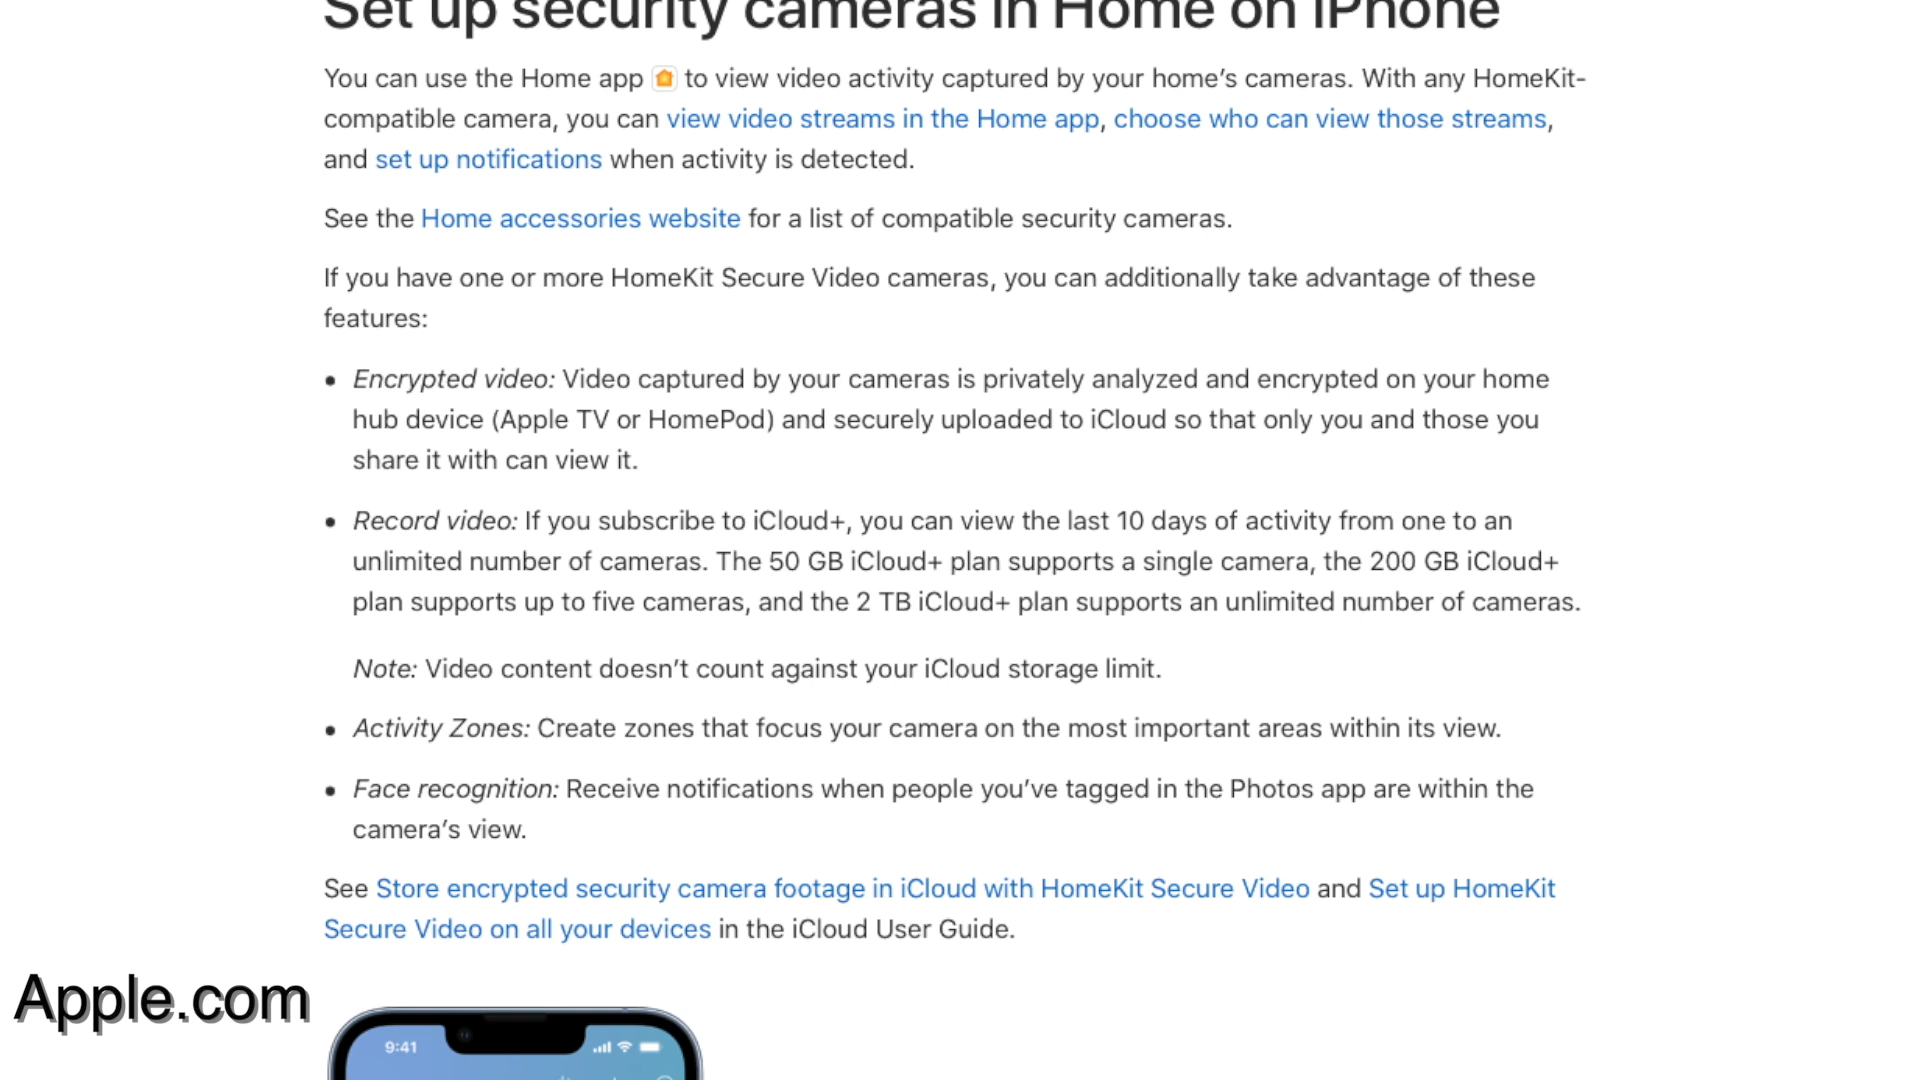 Set up security cameras in Home on iPhone
You can use the Home app to view video activity captured by your home’s cameras. With any HomeKit-
compatible camera, you can view video streams in the Home app, choose who can view those streams,
and set up notifications when activity is detected.
See the Home accessories website for a list of compatible security cameras.
If you have one or more HomeKit Secure Video cameras, you can additionally take advantage of these
features:
• Encrypted video: Video captured by your cameras is privately analyzed and encrypted on your home
hub device (Apple TV or HomePod) and securely uploaded to iCloud so that only you and those you
share it with can view it.
• Record video: If you subscribe to iCloud+, you can view the last 10 days of activity from one to an
unlimited number of cameras. The 50 GB iCloud+ plan supports a single camera, the 200 GB iCloud+
plan supports up to five cameras, and the 2 TB iCloud+ plan supports an unlimited number of cameras.
Note: Video content doesn’t count against your iCloud storage limit.
• Activity Zones: Create zones that focus your camera on the most important areas within its view.
• Face recognition: Receive notifications when people you’ve tagged in the Photos app are within the
camera’s view.
See Store encrypted security camera footage in iCloud with HomeKit Secure Video and Set up HomeKit
Secure Video on all your devices in the iCloud User Guide.
Apple.com
9:41